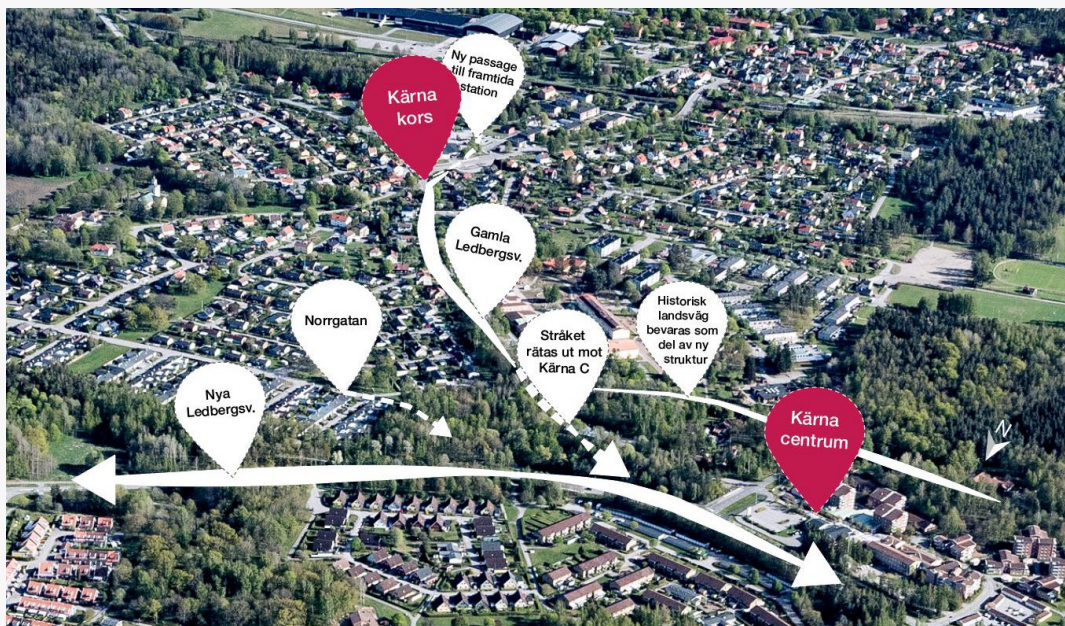 Ny passage
till framtida
station
Kärna
kors
Gamla
Ledbergsv.
Norrgatan
Historisk
landsväg
bevaras som
del av ny
struktur
Stråket
rätas ut mot
Kärna C
Nya
Ledbergsv.
Kärna
centrum
N